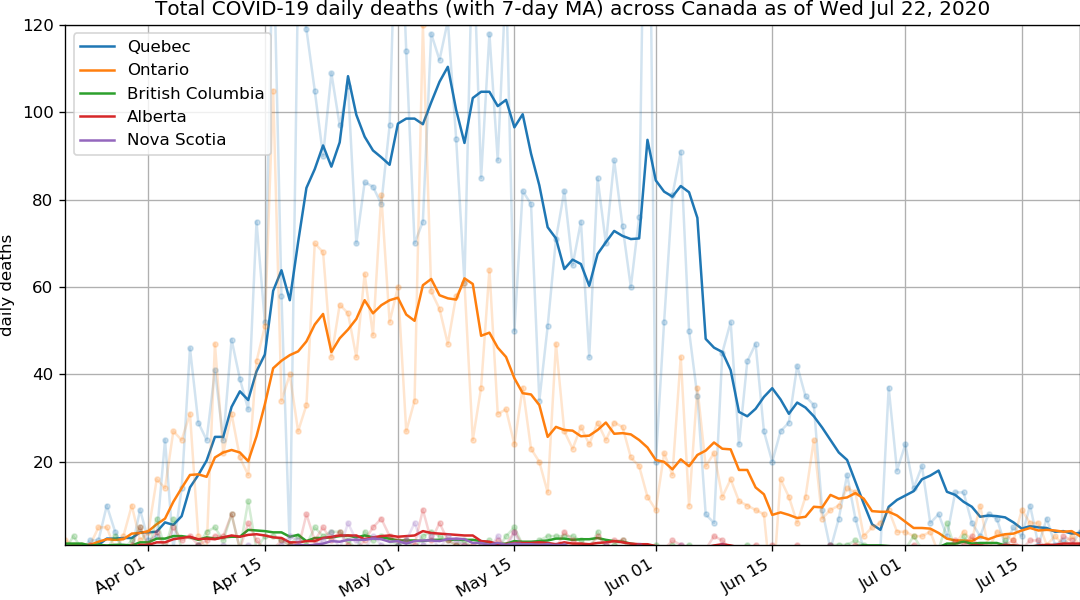 Total COVID-19 daily deaths (with 7-day MA) across Canada as of Wed Jul 22, 2020
120
100
80
60
40
20
daily deaths
Quebec
Ontario
British Columbia
Alberta
Nova Scotia
Apr 01
Apr 15
May 01
May 15
Jun 01
Jun 15
Jul 01
Jul 15